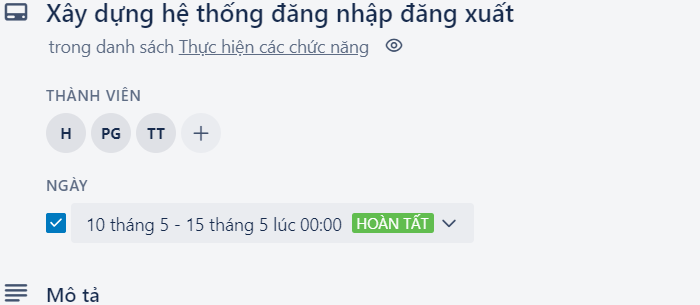 Xây dựng hệ thống đăng nhập đăng xuất
trong danh sách Thực hiện các chức năng
THÀNH VIÊN
H PG TT +
NGÀY
10 tháng 5 - 15 tháng 5 lúc 00:00 HOÀN TẤT
Mô tả